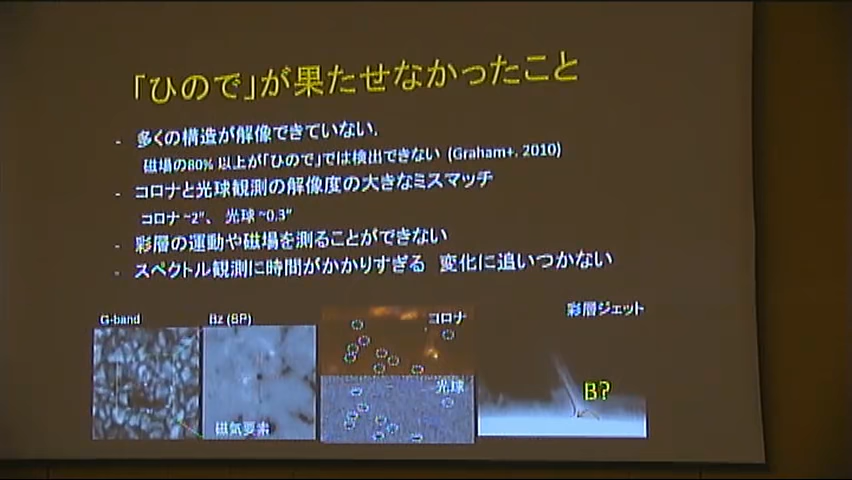 「ひので」が果たせなかったこと
- 多くの構造が解像できていない.
磁場の80% 以上が「ひので」では検出できない (Graham+. 2010)
- コロナと光球観測の解像度の大きなミスマッチ
コロナ ~2″、 光球 ~0.3″
- 彩層の運動や磁場を測ることができない
- スペクトル観測に時間がかかりすぎる 変化に追いつかない
G-band
Bz (BP)
磁気要素
コロナ
光球
彩層ジェット
B?